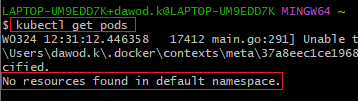 LAPTOP-UM9EDD7K+dawod.k@LAPTOP-UM9EDD7K MINGW64 ~
$ kubectl get pods
W0324 12:31:12.446358   17412 main.go:291] Unable t
\Users\dawod.k\.docker\contexts\meta\37a8eec1ce1968
cified.
No resources found in default namespace.